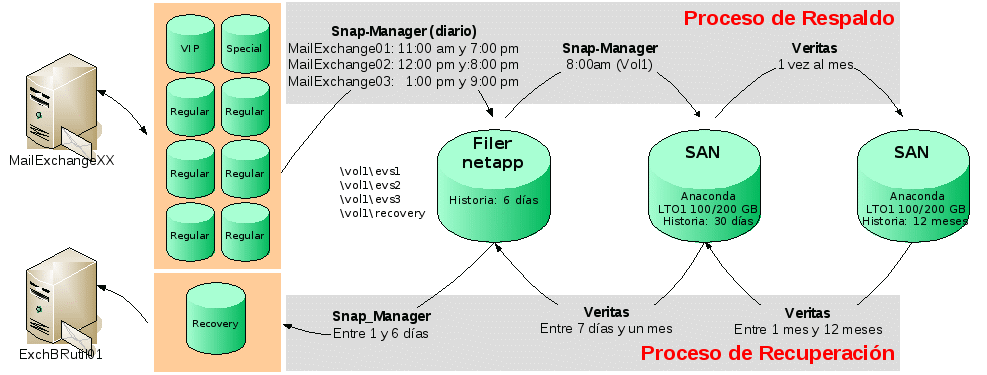 Proceso de Respaldo
Snap-Manager (diario)
MailExchange01: 11:00 am y 7:00 pm
MailExchange02: 12:00 pm y 8:00 pm
MailExchange03: 1:00 pm y 9:00 pm
Snap-Manager
8:00am (Vol1)
Veritas
1 vez al mes
VIP
Special
Regular
Regular
Regular
Regular
Regular
Regular
MailExchangeXX
\vol1\evs1
\vol1\evs2
\vol1\evs3
\vol1\recovery
Filer
netapp
Historia: 6 días
SAN
Anaconda
LTO1 100/200 GB
Historia: 30 días
SAN
Anaconda
LTO1 100/200 GB
Historia: 12 meses
Recovery
ExchBRutil01
Snap_Manager
Entre 1 y 6 días
Veritas
Entre 7 días y un mes
Veritas
Entre 1 mes y 12 meses
Proceso de Recuperación